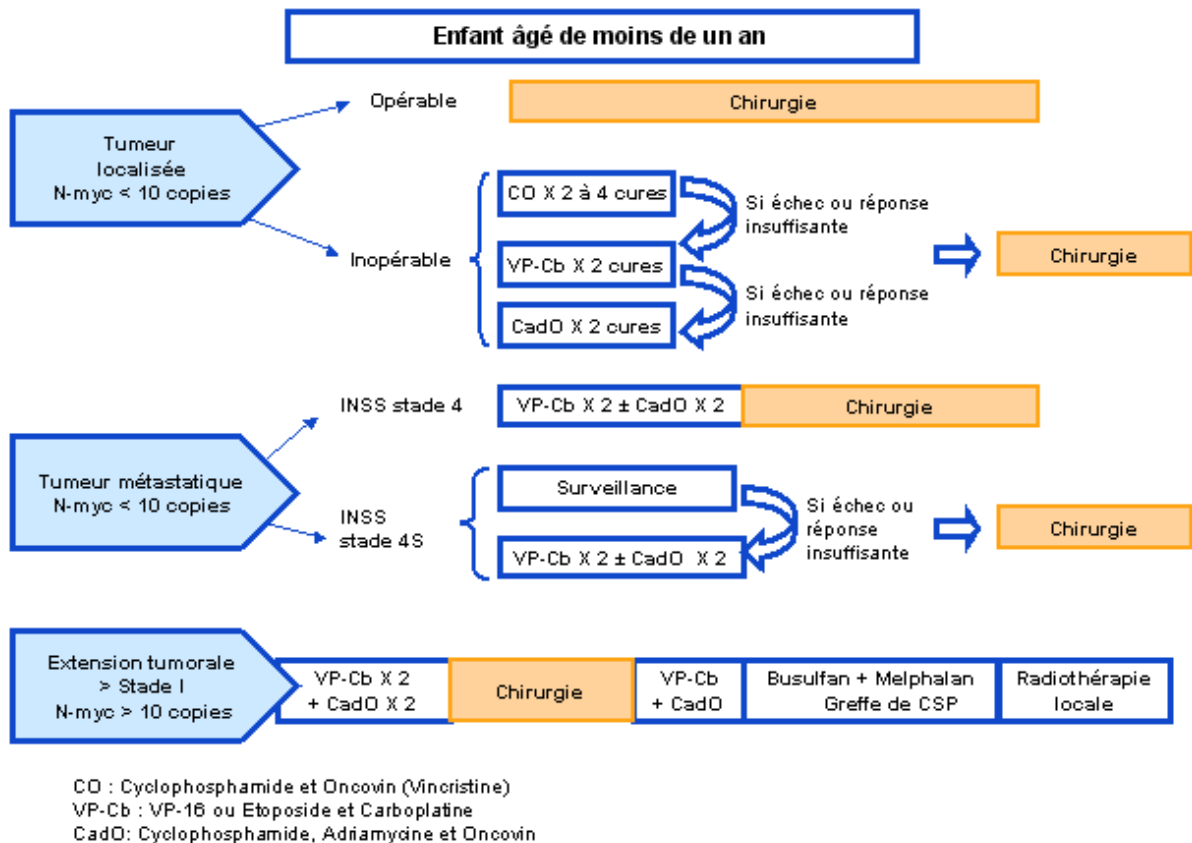 Enfant âgé de moins de un an
Opérable
Chirurgie
Tumeur
localisée
N-myc < 10 copies
Inopérable
CO X 2 à 4 cures
VP-Cb X 2 cures
CadO X 2 cures
Si échec ou réponse
insuffisante
Si échec ou réponse
insuffisante
Chirurgie
INSS stade 4
VP-Cb X 2 ± CadO X 2
Chirurgie
Tumeur métastatique
N-myc < 10 copies
INSS
stade 4S
Surveillance
VP-Cb X 2 ± CadO X 2
Si échec ou
réponse
insuffisante
Chirurgie
Extension tumorale
> Stade I
N-myc > 10 copies
VP-Cb X 2
+ CadO X 2
Chirurgie
VP-Cb
+ CadO
Busulfan + Melphalan
Greffe de CSP
Radiothérapie
locale
CO : Cyclophosphamide et Oncovin (Vincristine)
VP-Cb : VP-16 ou Etoposide et Carboplatine
CadO: Cyclophosphamide, Adriamycine et Oncovin